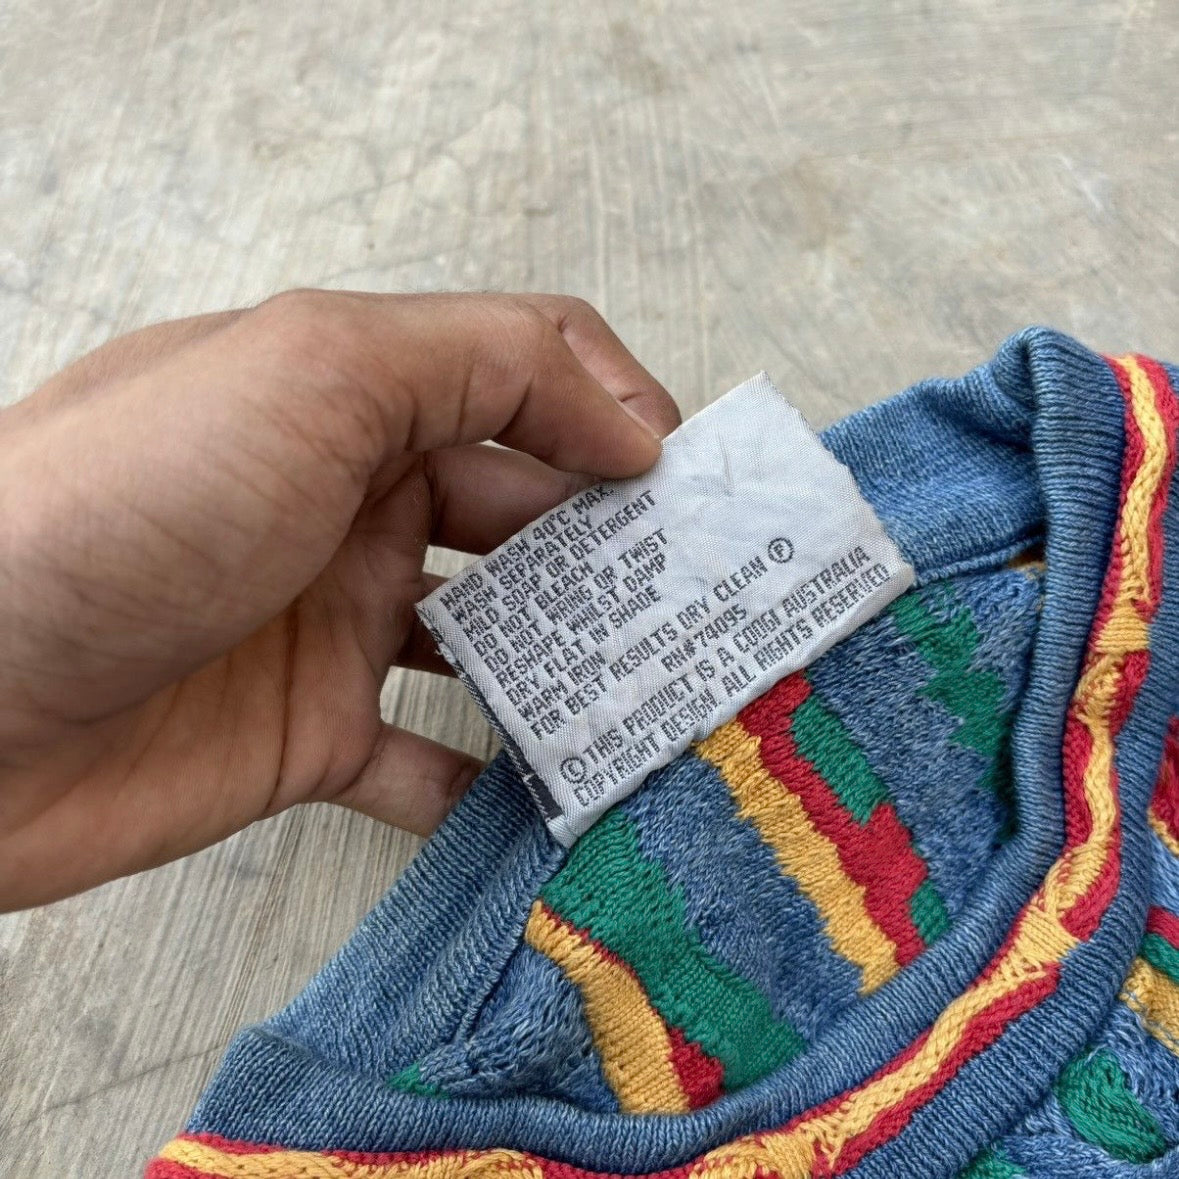 HAND WASH 40°C MAX.
WASH SEPARATELY
MILD SOAP OR DETERGENT
DO NOT BLEACH
DO NOT WRING OR TWIST
RESHAPE WHILST DAMP
DRY FLAT IN SHADE
WARM IRON
FOR BEST RESULTS DRY CLEAN Ⓕ
RN#74095
©THIS PRODUCT IS A COOGI AUSTRALIA
COPYRIGHT DESIGN. ALL RIGHTS RESERVED